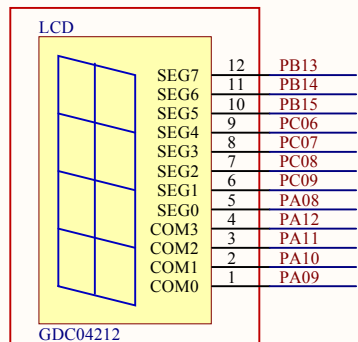 LCD
SEG7 12 PB13
SEG6 11 PB14
SEG5 10 PB15
SEG4 9 PC06
SEG3 8 PC07
SEG2 7 PC08
SEG1 6 PC09
SEG0 5 PA08
COM3 4 PA12
COM2 3 PA11
COM1 2 PA10
COM0 1 PA09
GDC04212